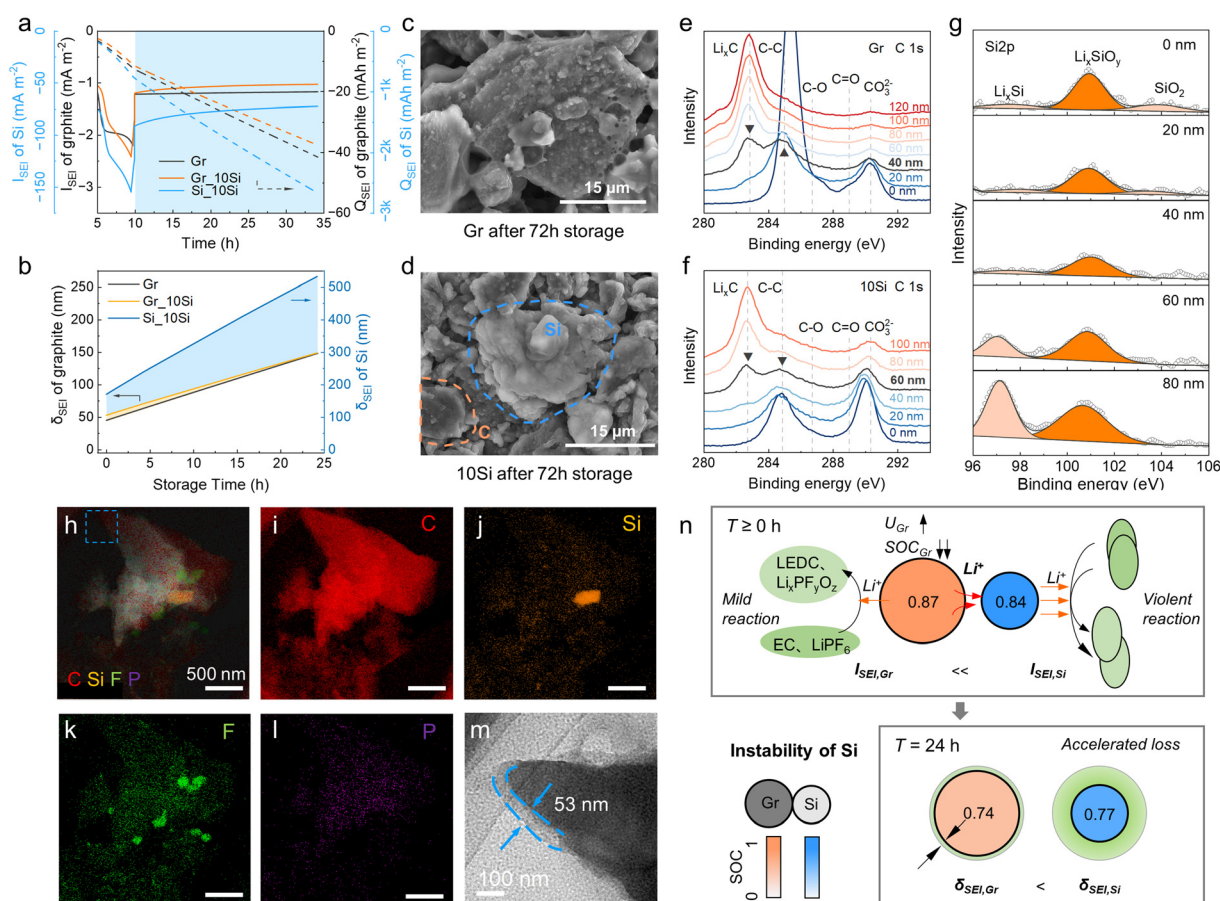 a
I_SEI of Si (mA m⁻²)
0
−50
−100
−150
I_SEI of grphite (mA m⁻²)
0
−1
−2
−3
Gr
Gr_10Si
Si_10Si
5 10 15 20 25 30 35
Time (h)
0
−10
−20
−30
−40
−50
−60
Q_SEI of graphite (mAh m⁻²)
0
−1k
−2k
−3k
Q_SEI of Si (mAh m⁻²)
b
δ_SEI of graphite (nm)
250
200
150
100
50
0
Gr
Gr_10Si
Si_10Si
0 5 10 15 20 25
Storage Time (h)
500
400
300
200
100
0
δ_SEI of Si (nm)
c
15 μm
Gr after 72h storage
d
Si
C
15 μm
10Si after 72h storage
e
Gr C 1s
LiₓC C-C
C-O
C=O
CO₃²⁻
120 nm
100 nm
80 nm
60 nm
40 nm
20 nm
0 nm
Intensity
280 284 288 292
Binding energy (eV)
f
10Si C 1s
LiₓC C-C
C-O C=O CO₃²⁻
100 nm
80 nm
60 nm
40 nm
20 nm
0 nm
Intensity
280 284 288 292
Binding energy (eV)
g
Si2p
0 nm
LiₓSi
LiₓSiOᵧ
SiO₂
20 nm
40 nm
60 nm
80 nm
Intensity
96 98 100 102 104 106
Binding energy (eV)
h
C Si F P
500 nm
i
C
j
Si
k
F
l
P
m
53 nm
100 nm
n
T ≥ 0 h
U_Gr
SOC_Gr
LEDC、
LiₓPFᵧO_z
Li⁺
Li⁺
Li⁺
Mild
reaction
0.87
0.84
Violent
reaction
EC、LiPF₆
I_SEI,Gr << I_SEI,Si
Instability of Si
Gr Si
SOC
1
0
T = 24 h
Accelerated loss
0.74
0.77
δ_SEI,Gr < δ_SEI,Si